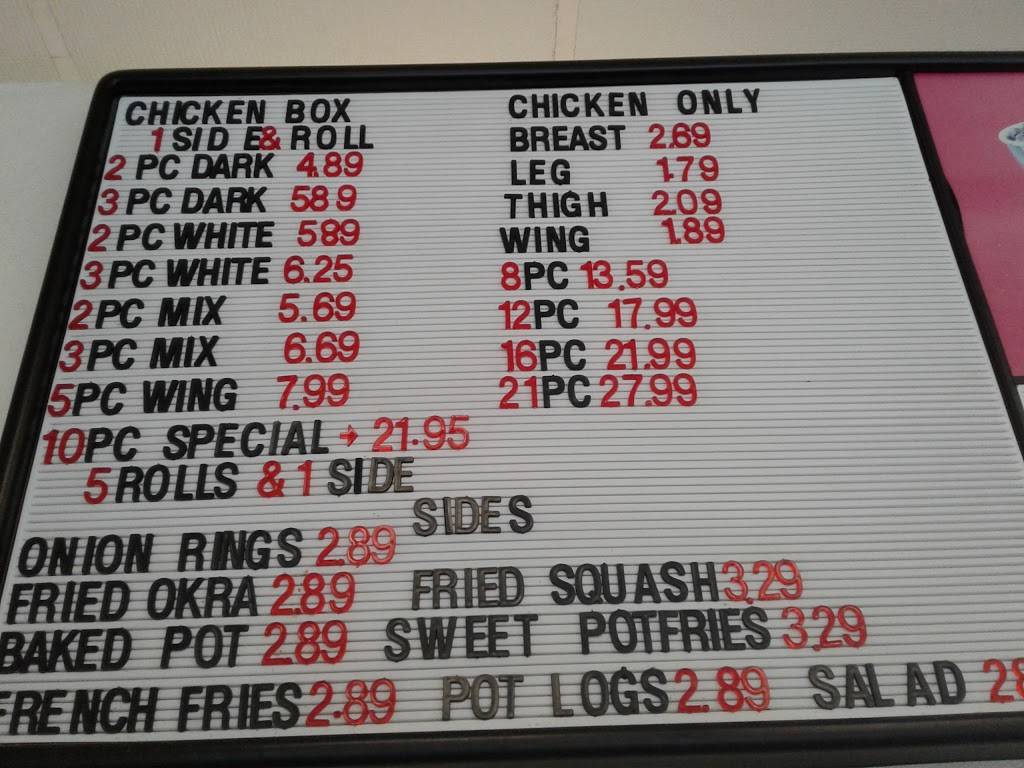 CHICKEN BOX
1 SIDE & ROLL
2 PC DARK 4.89
3 PC DARK 589
2 PC WHITE 589
3 PC WHITE 6.25
2 PC MIX 5.69
3 PC MIX 6.69
5 PC WING 7.99
10 PC SPECIAL → 21.95
5 ROLLS & 1 SIDE
CHICKEN ONLY
BREAST 2.69
LEG 1.79
THIGH 2.09
WING 1.89
8 PC 13.59
12 PC 17.99
16 PC 21.99
21 PC 27.99
SIDES
ONION RINGS 2.89
FRIED OKRA 2.89 FRIED SQUASH 3.29
BAKED POT 2.89 SWEET POTFRIES 3.29
FRENCH FRIES 2.89 POT LOGS 2.89 SALAD